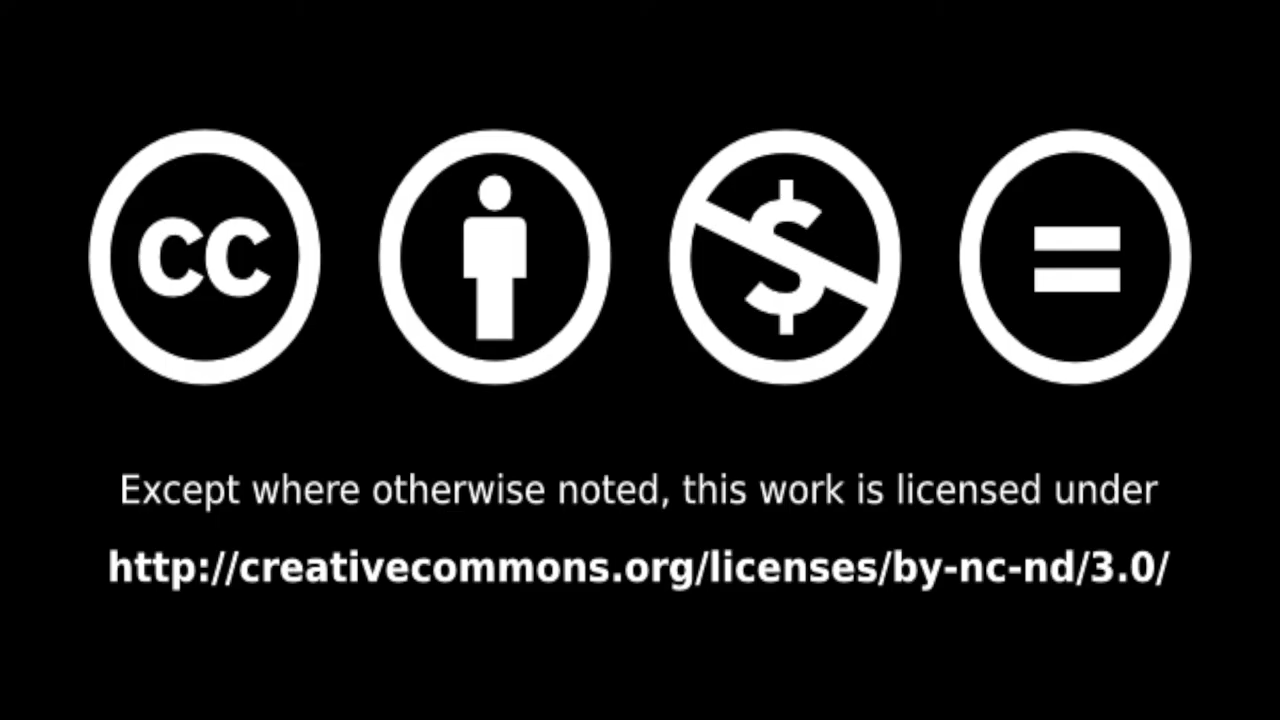 cc
$
=
Except where otherwise noted, this work is licensed under
http://creativecommons.org/licenses/by-nc-nd/3.0/